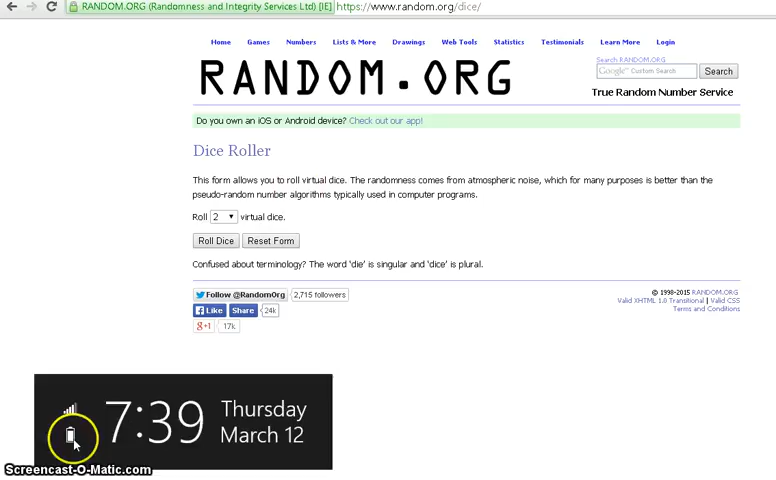 RANDOM.ORG (Randomness and Integrity Services Ltd) [IE] https://www.random.org/dice/
Home Games Numbers Lists & More Drawings Web Tools Statistics Testimonials Learn More Login
RANDOM.ORG
Search RANDOM.ORG
Google™ Custom Search Search
True Random Number Service
Do you own an iOS or Android device? Check out our app!
Dice Roller
This form allows you to roll virtual dice. The randomness comes from atmospheric noise, which for many purposes is better than the
pseudo-random number algorithms typically used in computer programs.
Roll 2 virtual dice.
Roll Dice Reset Form
Confused about terminology? The word 'die' is singular and 'dice' is plural.
Follow @RandomOrg 2,715 followers
Like Share 24k
g+1 17k
© 1998-2015 RANDOM.ORG
Valid XHTML 1.0 Transitional | Valid CSS
Terms and Conditions
7:39 Thursday
March 12
Screencast-O-Matic.com